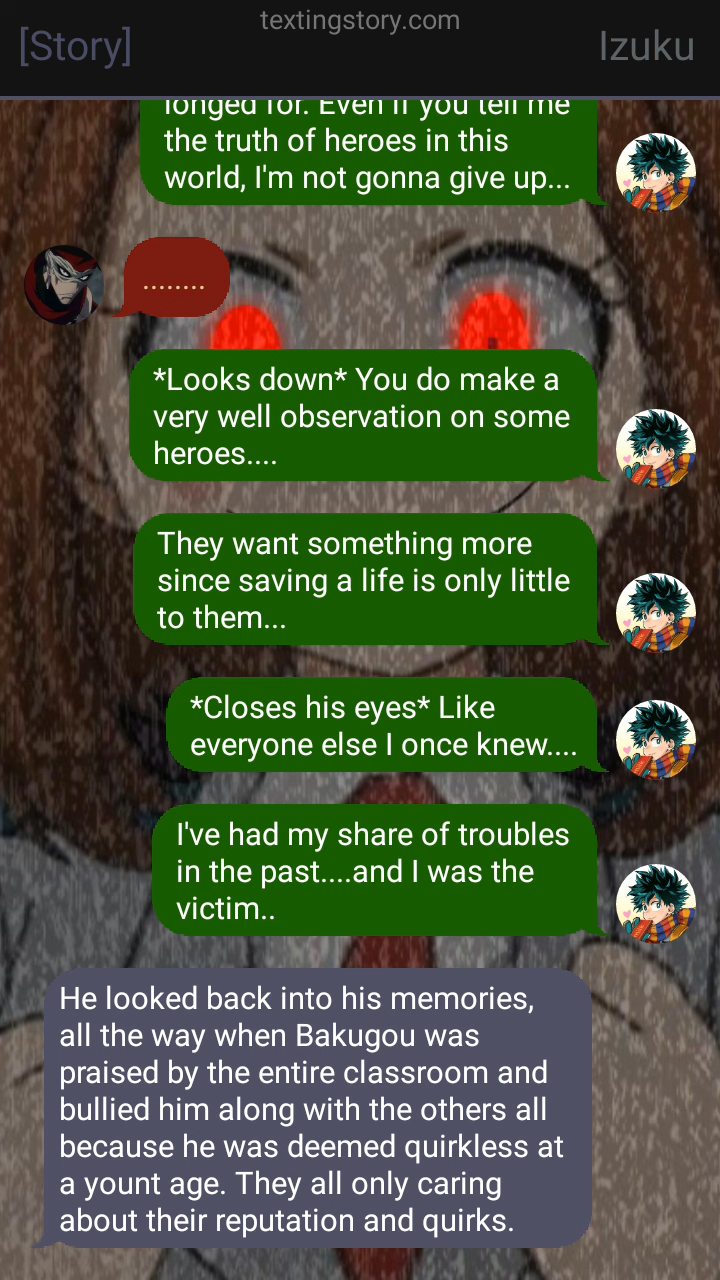 textingstory.com
[Story]
Izuku
longed for. Even if you tell me
the truth of heroes in this
world, I'm not gonna give up...
........
*Looks down* You do make a
very well observation on some
heroes....
They want something more
since saving a life is only little
to them...
*Closes his eyes* Like
everyone else I once knew....
I've had my share of troubles
in the past....and I was the
victim..
He looked back into his memories,
all the way when Bakugou was
praised by the entire classroom and
bullied him along with the others all
because he was deemed quirkless at
a yount age. They all only caring
about their reputation and quirks.